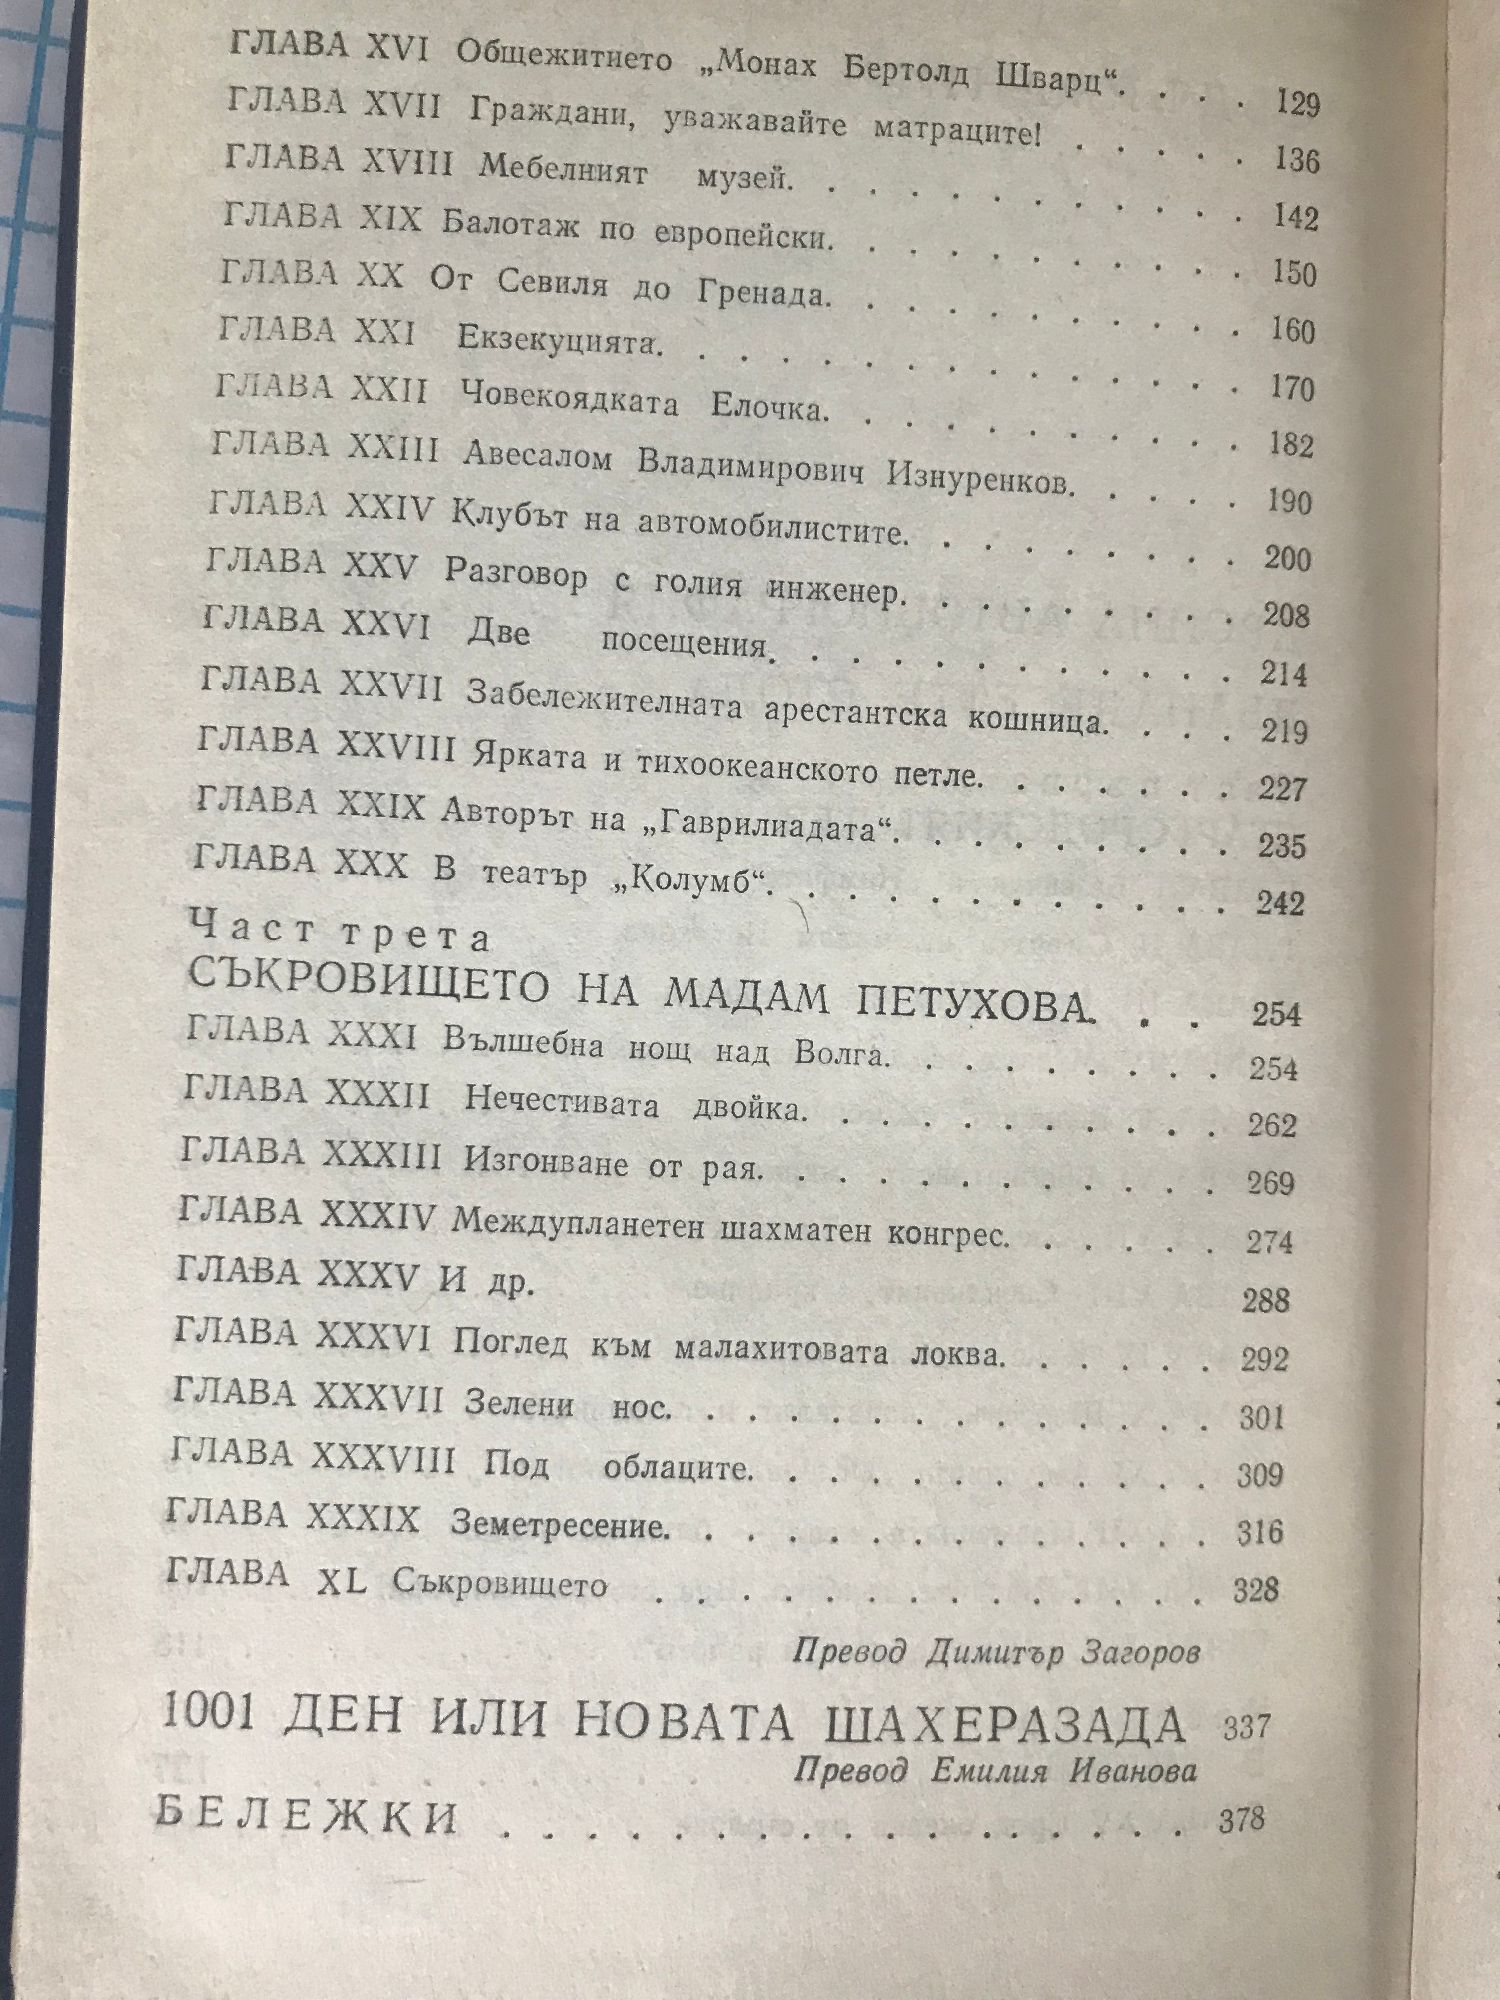 ГЛАВА XVI Общежитието „Монах Бертолд Шварц“. . . . 129
ГЛАВА XVII Граждани, уважавайте матраците! . . . . . 136
ГЛАВА XVIII Мебелният музей. . . . . . . . . . . 142
ГЛАВА XIX Балотаж по европейски. . . . . . . . . . 150
ГЛАВА XX От Севиля до Гренада. . . . . . . . . . 160
ГЛАВА XXI Екзекуцията. . . . . . . . . . . . . . 170
ГЛАВА XXII Човекоядката Елочка. . . . . . . . . . 182
ГЛАВА XXIII Авесалом Владимирович Изнуренков. . . . . 190
ГЛАВА XXIV Клубът на автомобилистите. . . . . . . . 200
ГЛАВА XXV Разговор с голия инженер. . . . . . . . 208
ГЛАВА XXVI Две посещения. . . . . . . . . . . . 214
ГЛАВА XXVII Забележителната арестантска кошница. . . . 219
ГЛАВА XXVIII Ярката и тихоокеанското петле. . . . . . . 227
ГЛАВА XXIX Авторът на „Гаврилиадата“. . . . . . . . . 235
ГЛАВА XXX В театър „Колумб“. . . . . . . . . . . 242
Част трета
СЪКРОВИЩЕТО НА МАДАМ ПЕТУХОВА. . . 254
ГЛАВА XXXI Вълшебна нощ над Волга. . . . . . . . 254
ГЛАВА XXXII Нечестивата двойка. . . . . . . . . . 262
ГЛАВА XXXIII Изгонване от рая. . . . . . . . . . . 269
ГЛАВА XXXIV Междупланетен шахматен конгрес. . . . . . 274
ГЛАВА XXXV И др. 288
ГЛАВА XXXVI Поглед към малахитовата локва. . . . . . 292
ГЛАВА XXXVII Зелени нос. . . . . . . . . . . . . 301
ГЛАВА XXXVIII Под облаците. . . . . . . . . . . 309
ГЛАВА XXXIX Земетресение. . . . . . . . . . . . . 316
ГЛАВА XL Съкровището . . . . . . . . . . . . . 328
Превод Димитър Загоров
1001 ДЕН ИЛИ НОВАТА ШАХЕРАЗАДА 337
Превод Емилия Иванова
БЕЛЕЖКИ . . . . . . . . . . . . . . . . 378